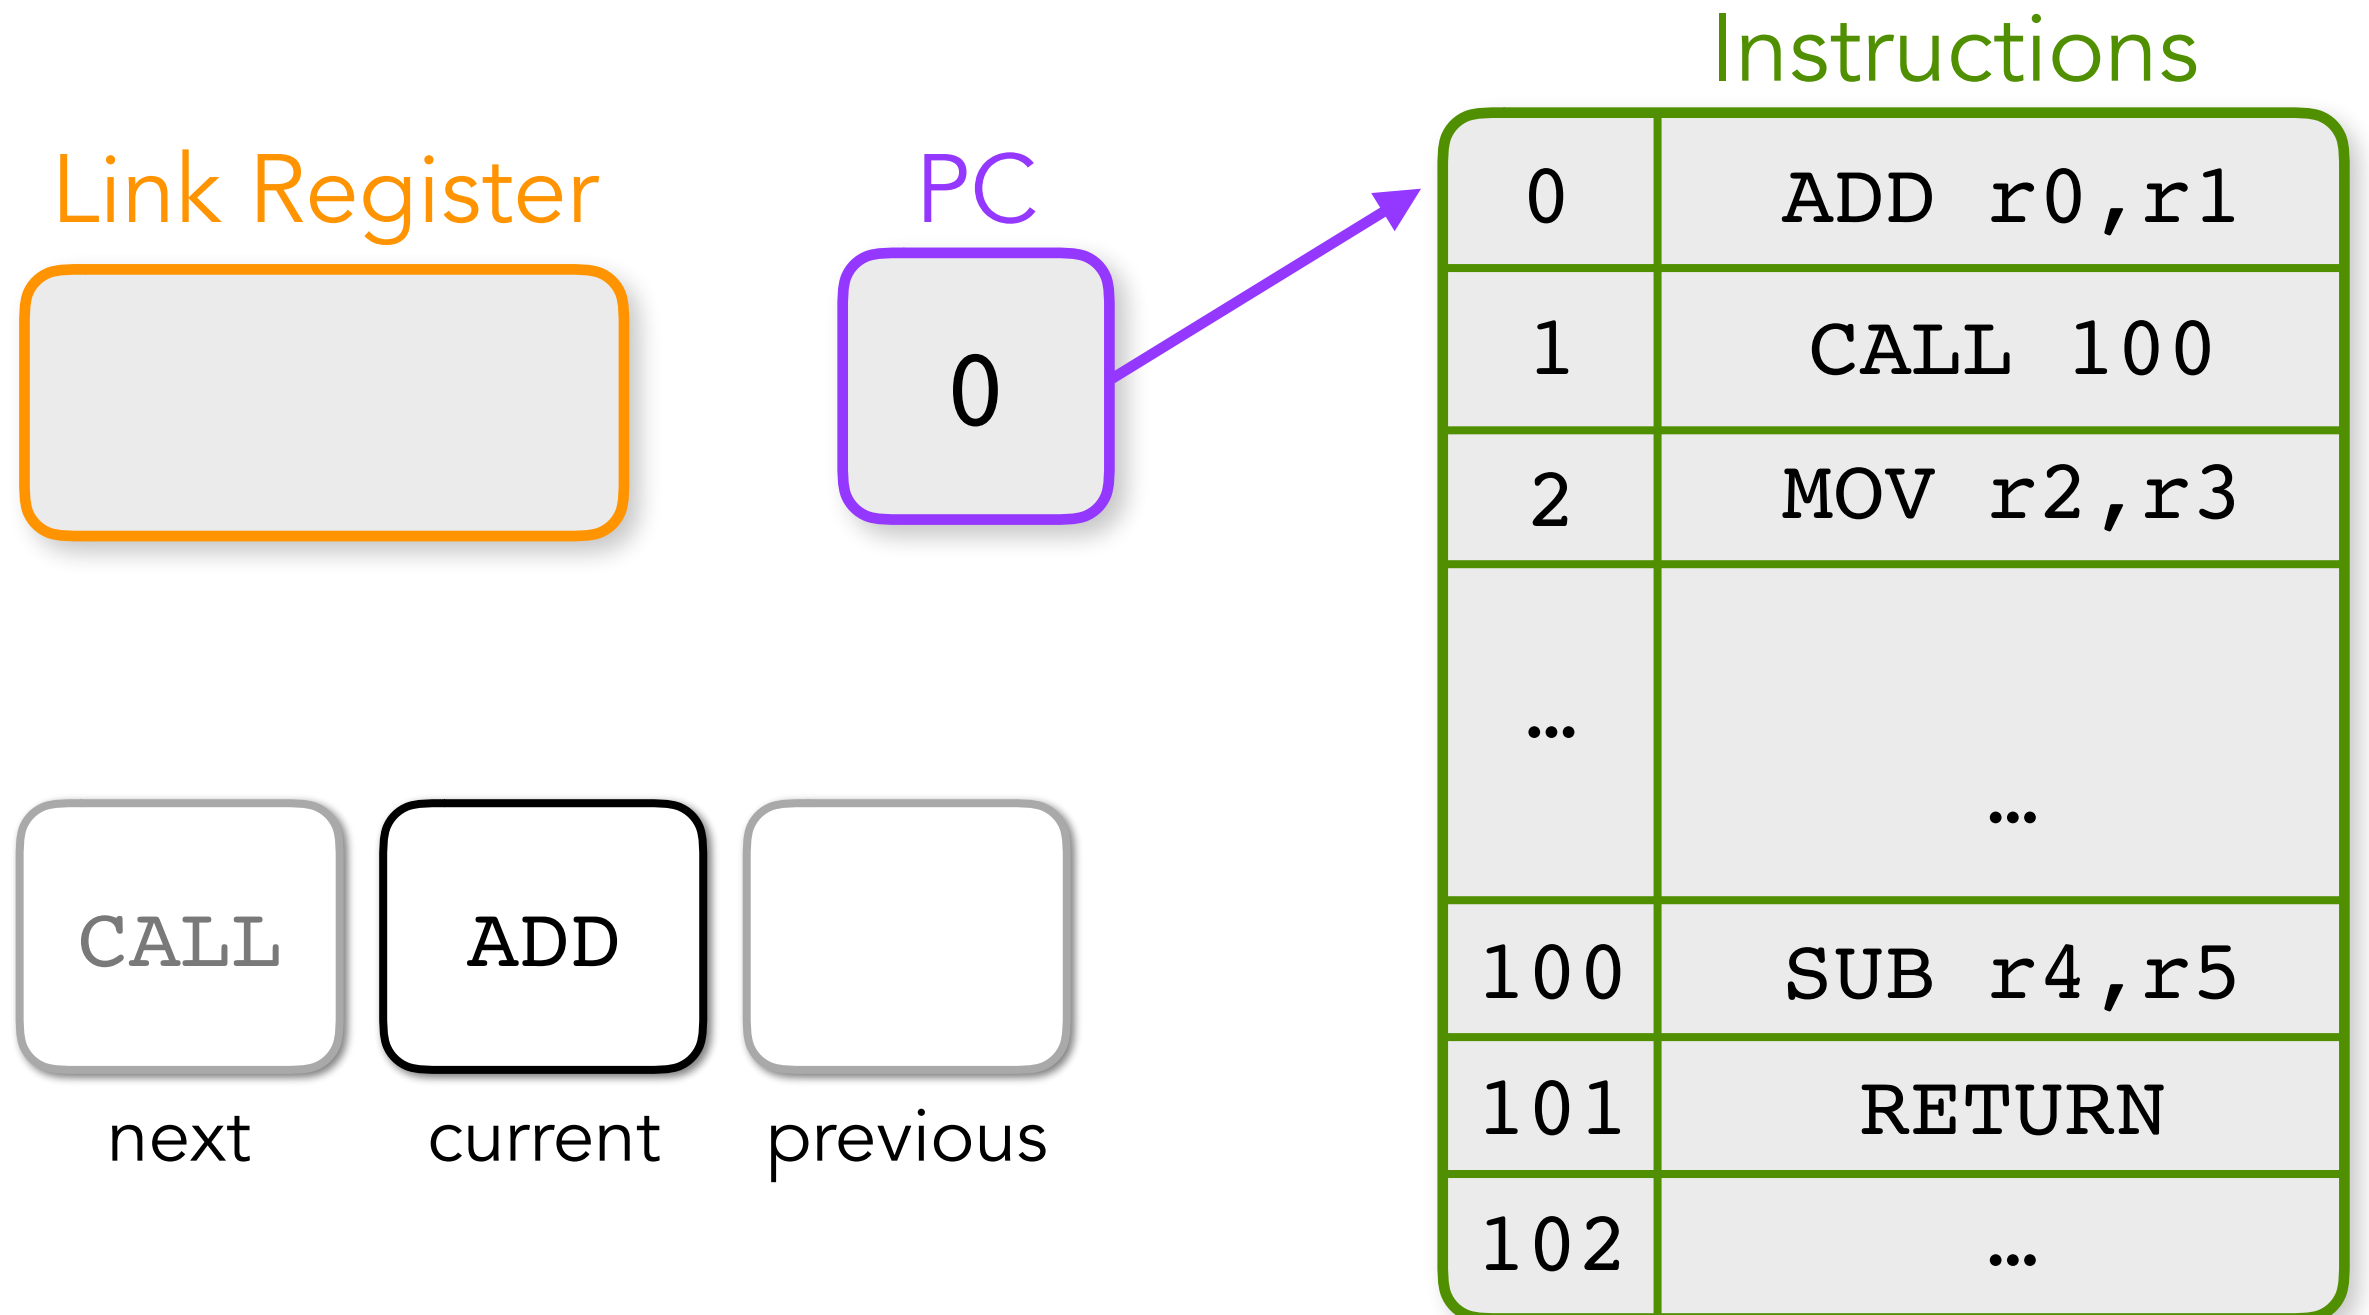 Instructions
Link Register
PC
0
0 ADD r0,r1
1 CALL 100
2 MOV r2,r3
… …
100 SUB r4,r5
101 RETURN
102 …
CALL ADD
next current previous